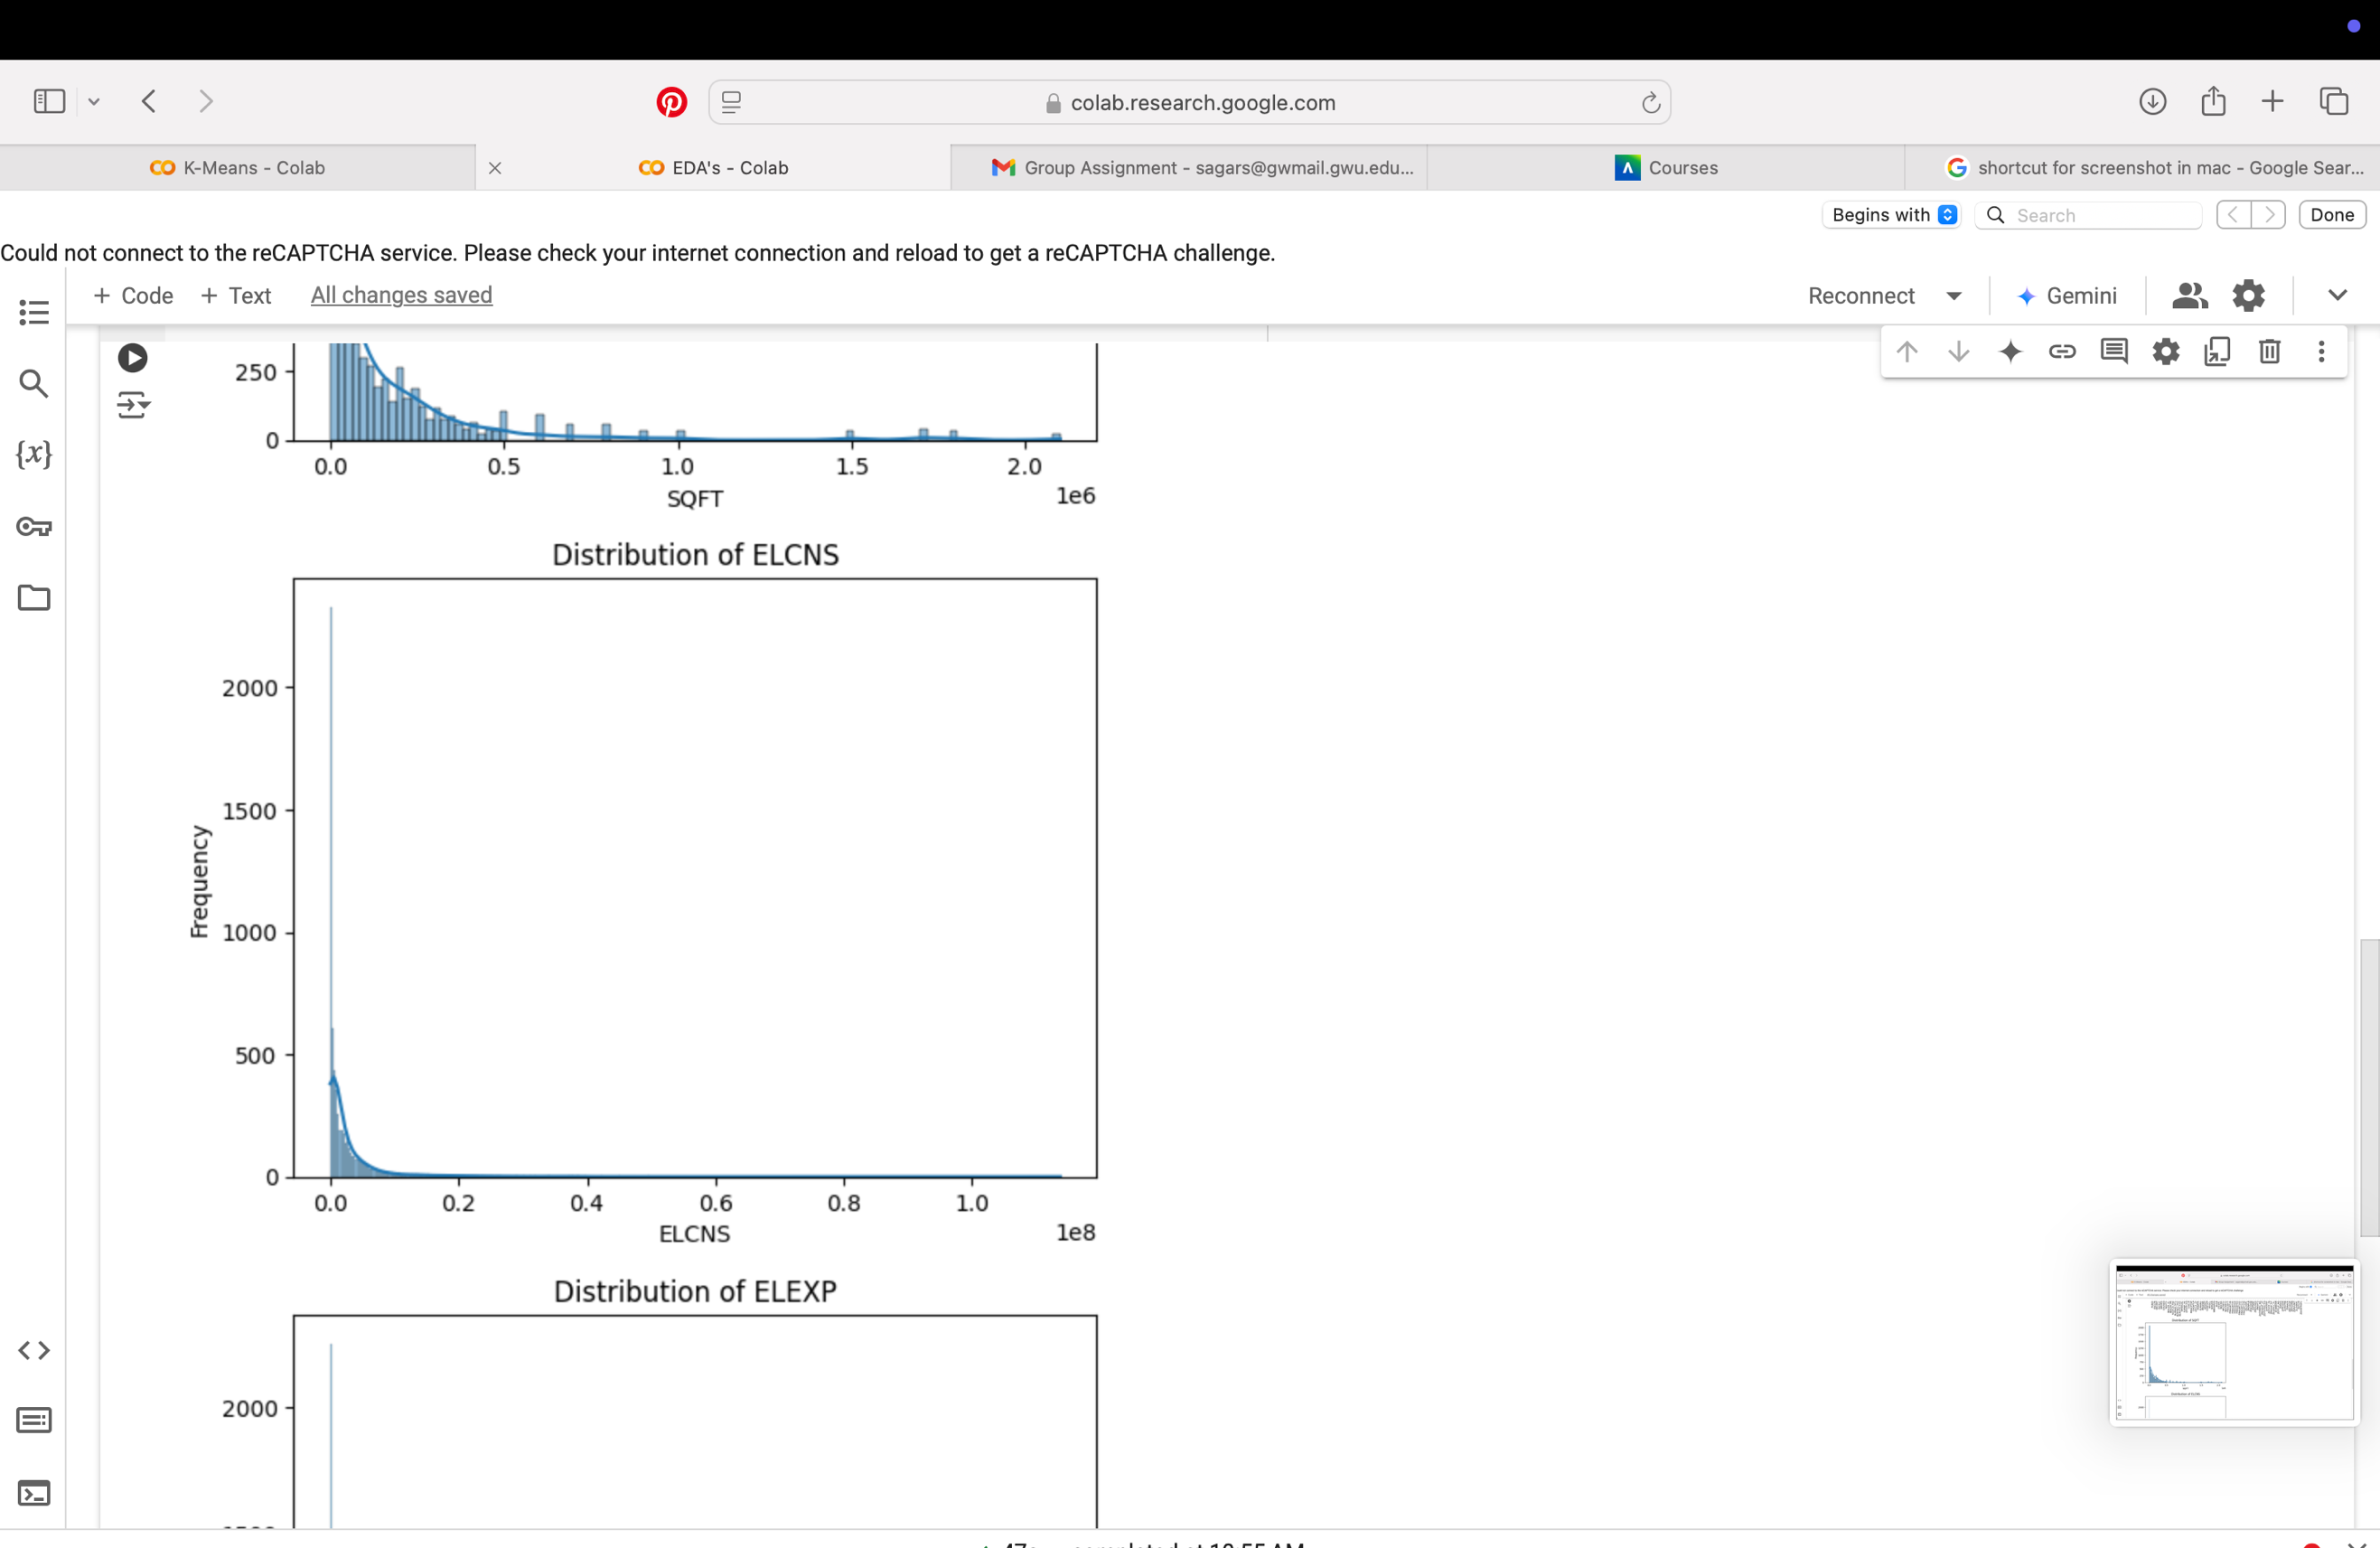 colab.research.google.com
K-Means - Colab
EDA's - Colab
Group Assignment - sagars@gwmail.gwu.edu...
Courses
shortcut for screenshot in mac - Google Sear...
Begins with
Search
Done
Could not connect to the reCAPTCHA service. Please check your internet connection and reload to get a reCAPTCHA challenge.
+ Code + Text All changes saved
Reconnect
Gemini
{x}
250
0
0.0 0.5 1.0 1.5 2.0
SQFT
1e6
Distribution of ELCNS
2000
1500
1000
500
0
Frequency
0.0 0.2 0.4 0.6 0.8 1.0
ELCNS
1e8
Distribution of ELEXP
2000